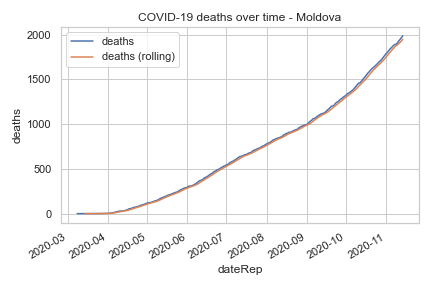 COVID-19 deaths over time - Moldova
deaths
deaths (rolling)
2000
1500
1000
500
0
deaths
2020-03
2020-04
2020-05
2020-06
2020-07
2020-08
2020-09
2020-10
2020-11
dateRep